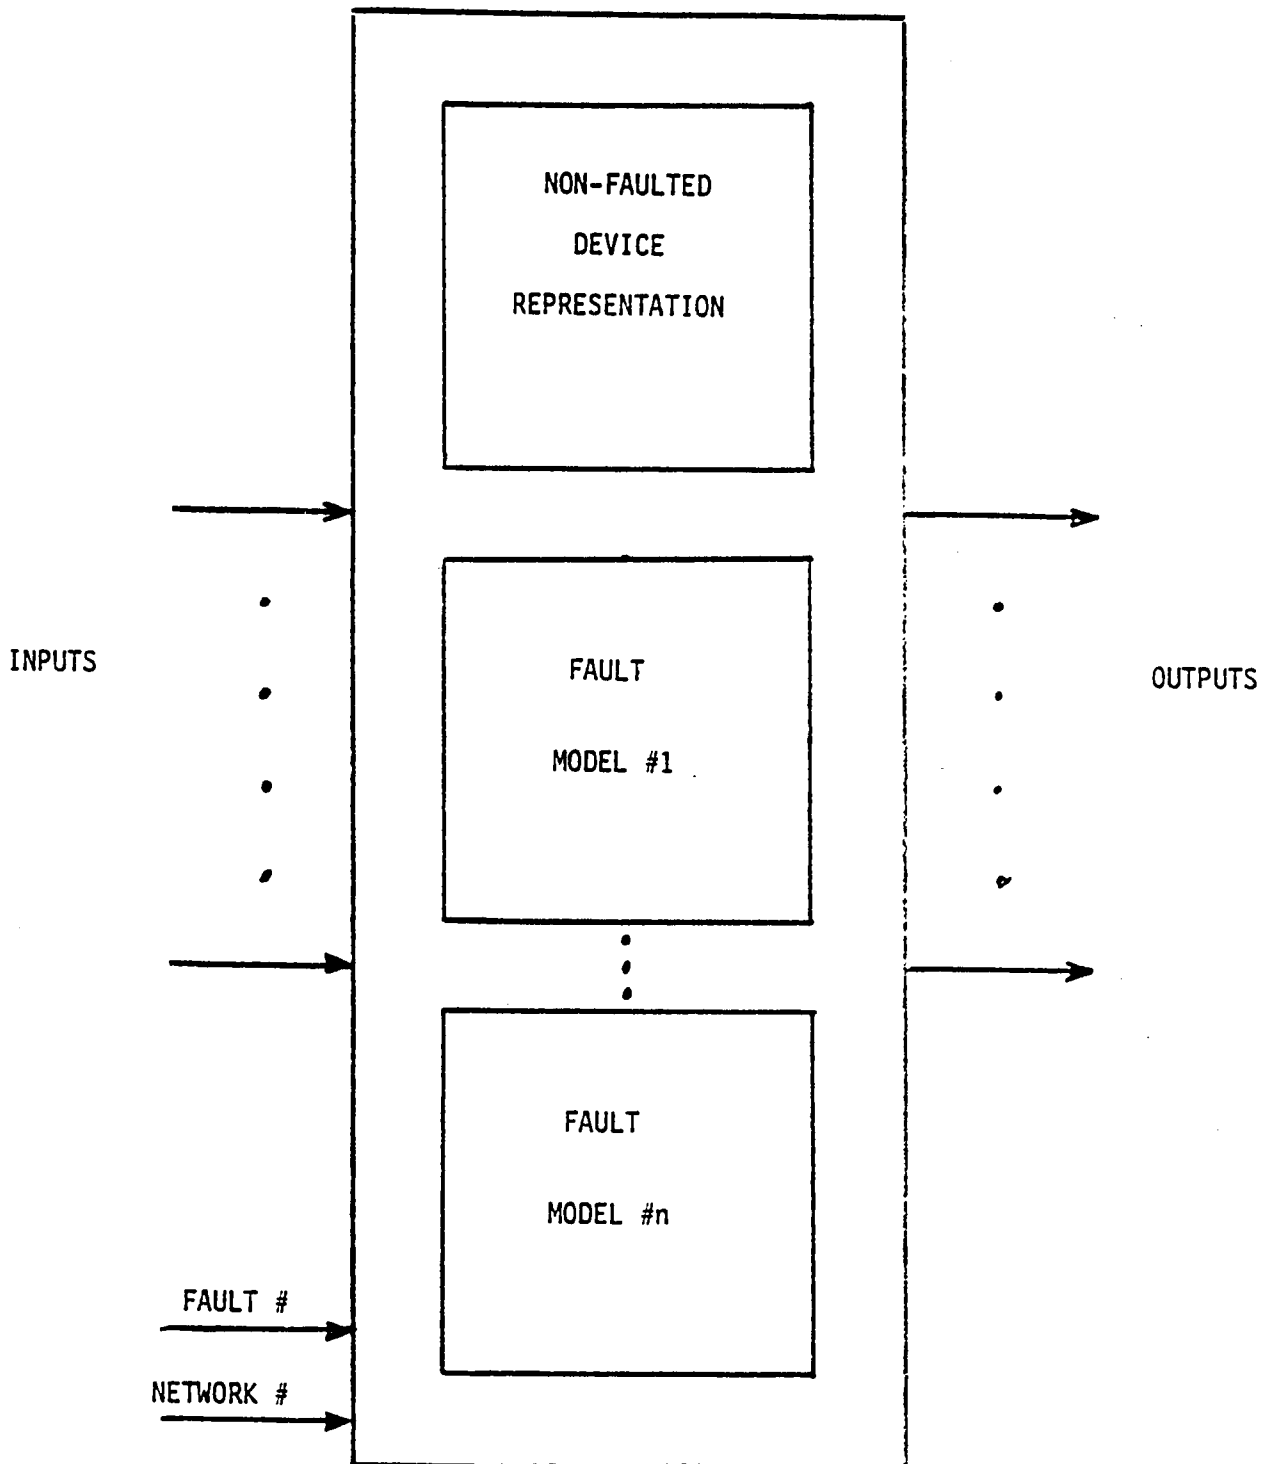 NON-FAULTED
DEVICE
REPRESENTATION
INPUTS
FAULT
MODEL #1
OUTPUTS
FAULT
MODEL #n
FAULT #
NETWORK #